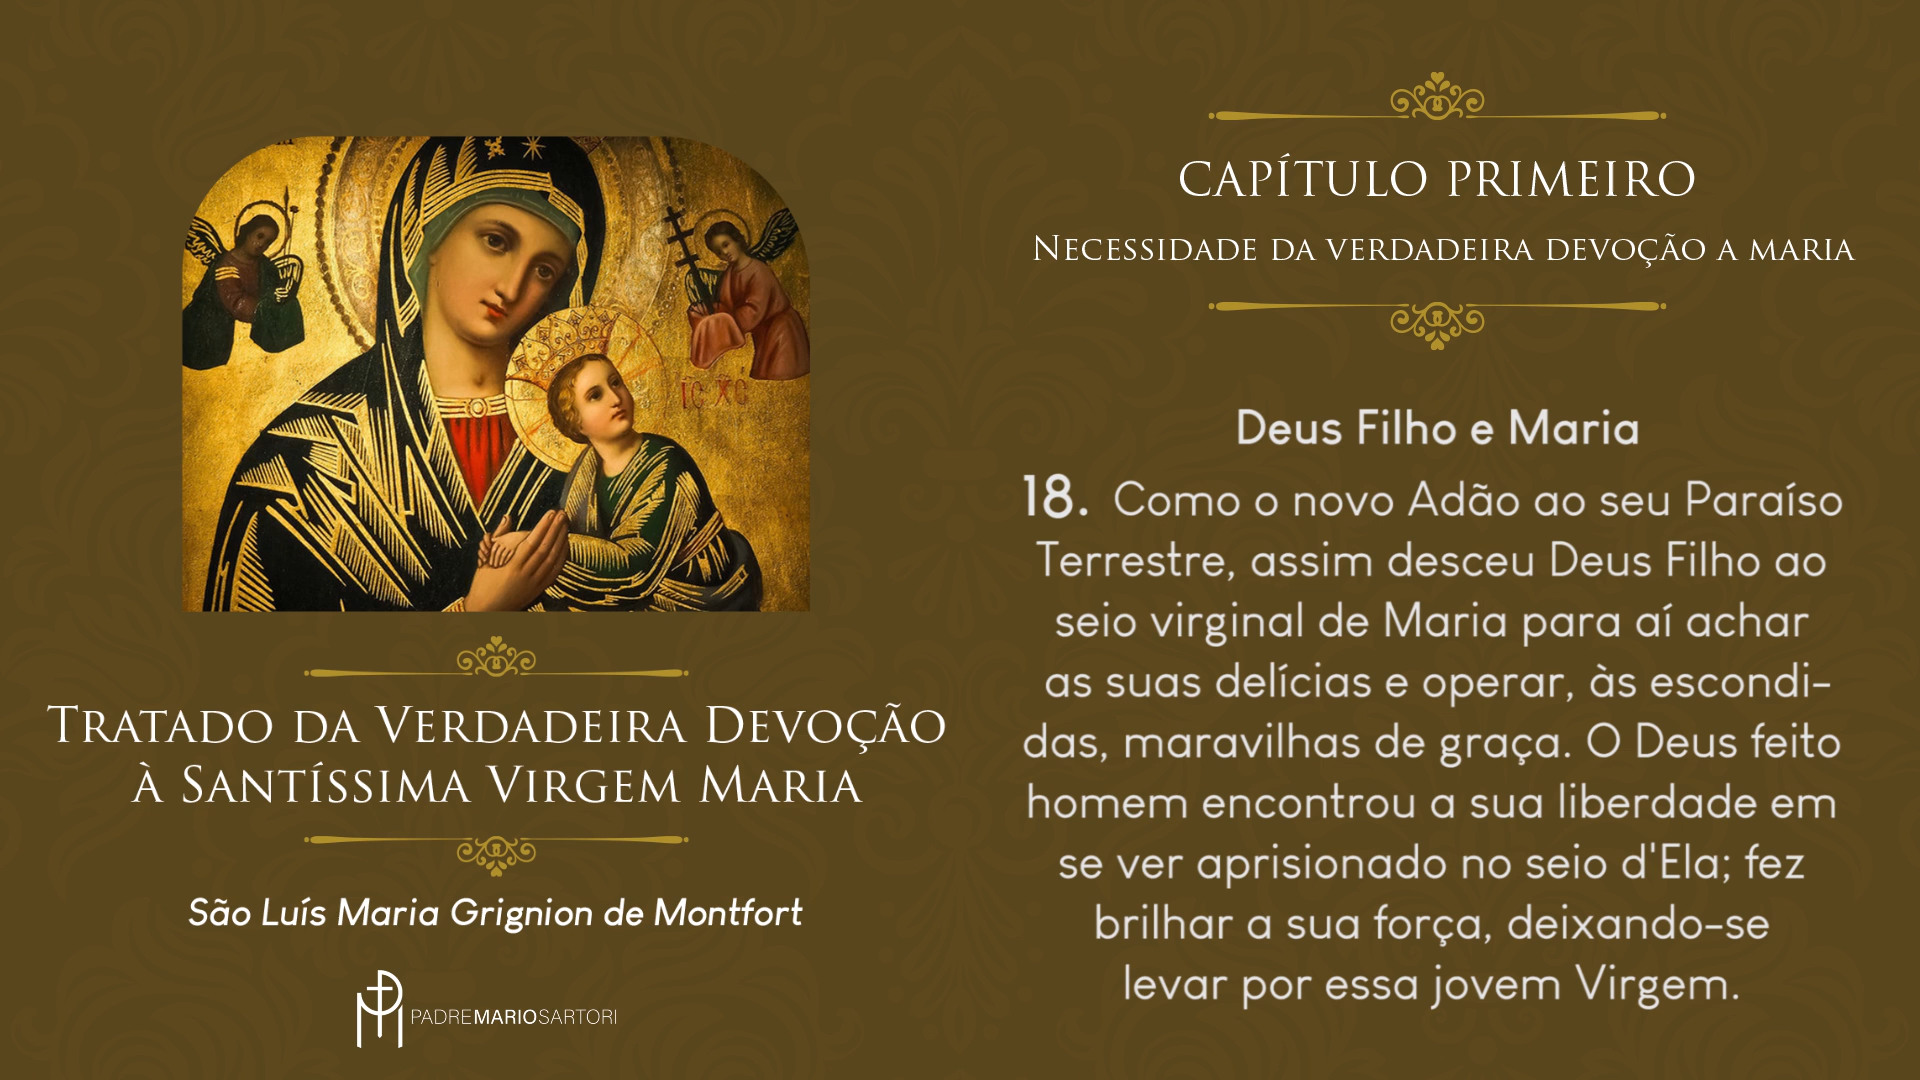 ΙC XC
TRATADO DA VERDADEIRA DEVOÇÃO
À SANTÍSSIMA VIRGEM MARIA
São Luís Maria Grignion de Montfort
PADREMARIOSARTORI
CAPÍTULO PRIMEIRO
NECESSIDADE DA VERDADEIRA DEVOÇÃO A MARIA
Deus Filho e Maria
18. Como o novo Adão ao seu Paraíso
Terrestre, assim desceu Deus Filho ao
seio virginal de Maria para aí achar
as suas delícias e operar, às escondi-
das, maravilhas de graça. O Deus feito
homem encontrou a sua liberdade em
se ver aprisionado no seio d'Ela; fez
brilhar a sua força, deixando-se
levar por essa jovem Virgem.